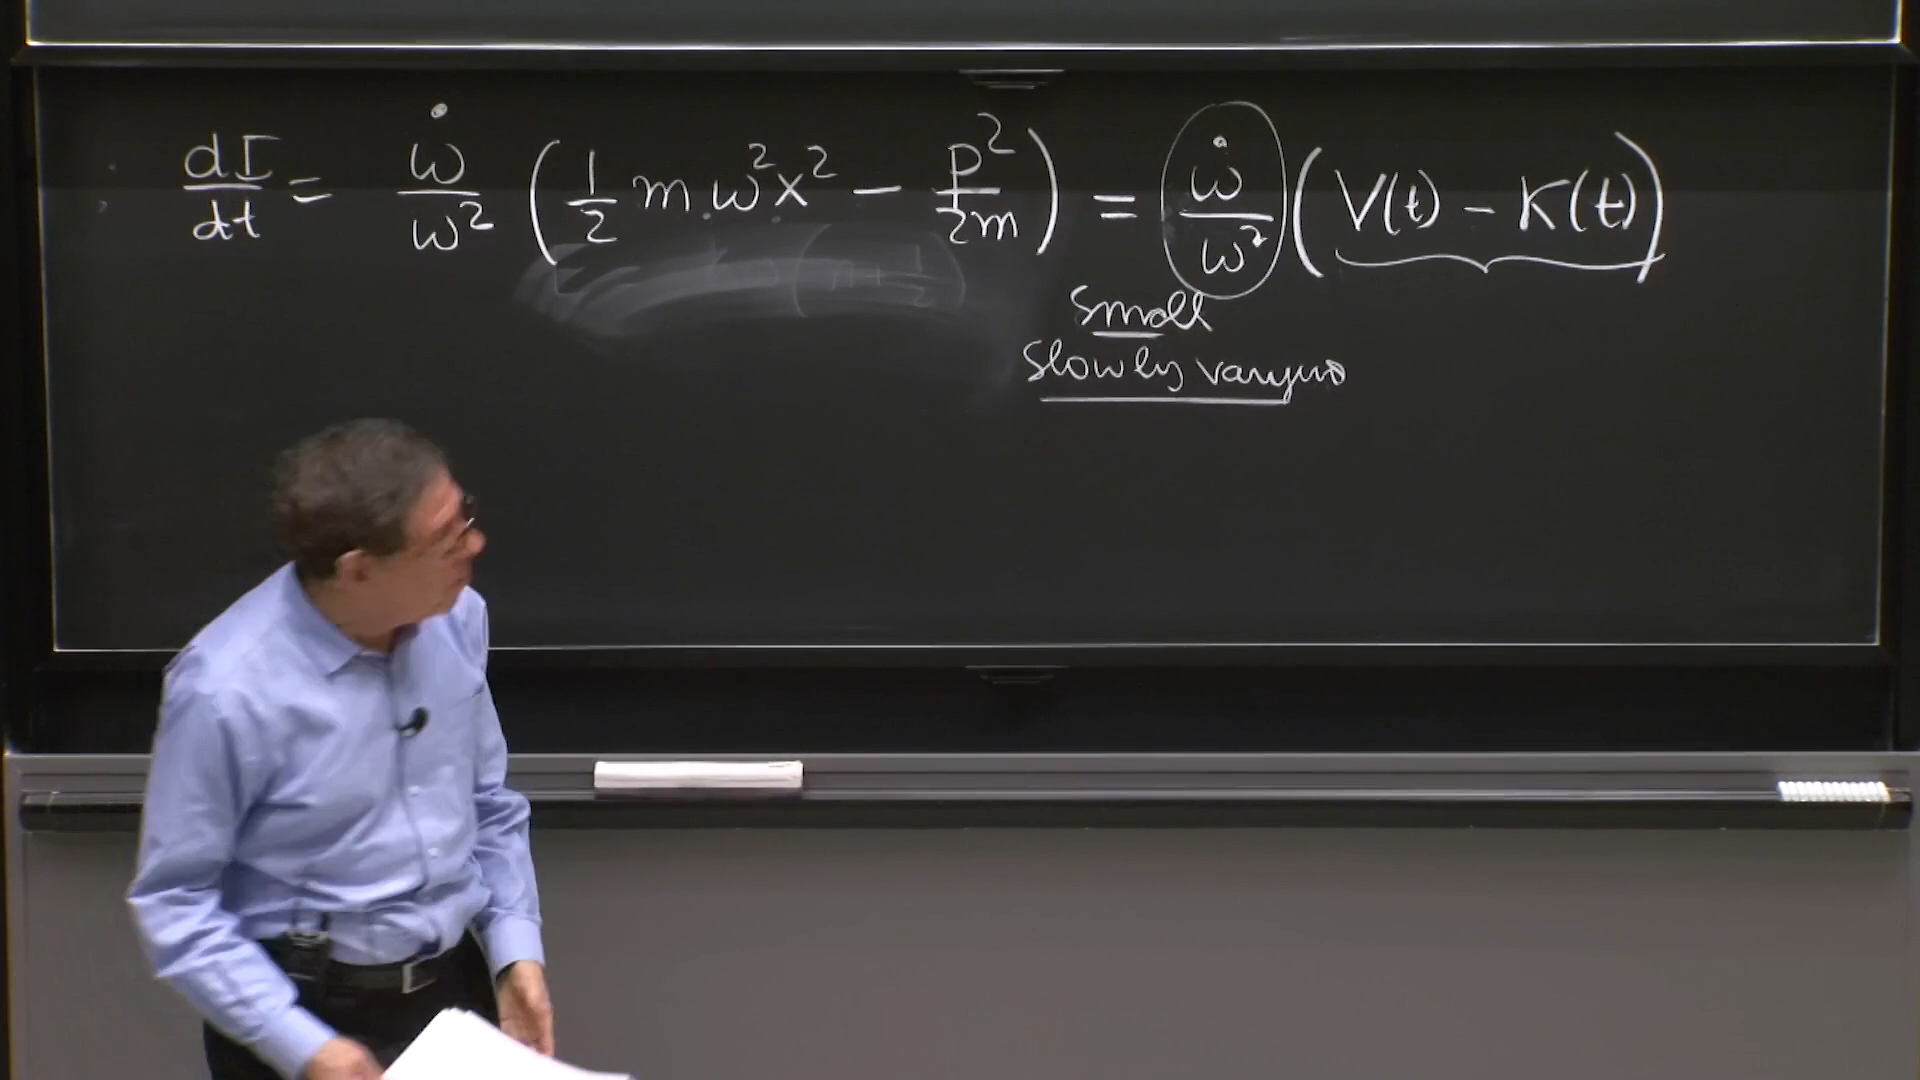 dI/dt = ω̇/ω² (1/2 m ω² x² − p²/2m) = ω̇/ω² (V(t) − K(t))
small
slowly varying